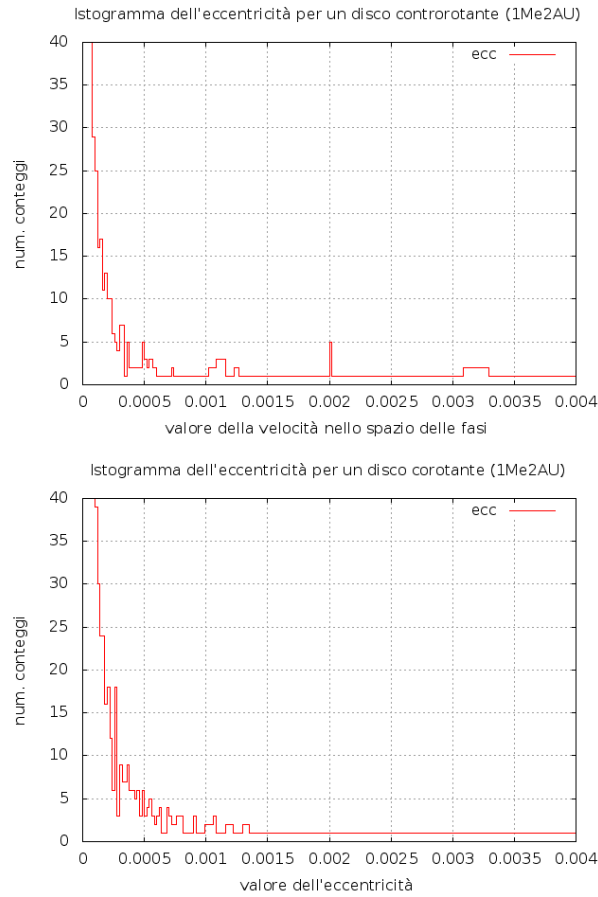 Istogramma dell'eccentricità per un disco controrotante (1Me2AU)
40
ecc
35
30
25
num. conteggi
20
15
10
5
0
0 0.0005 0.001 0.0015 0.002 0.0025 0.003 0.0035 0.004
valore della velocità nello spazio delle fasi
Istogramma dell'eccentricità per un disco corotante (1Me2AU)
40
ecc
35
30
25
num. conteggi
20
15
10
5
0
0 0.0005 0.001 0.0015 0.002 0.0025 0.003 0.0035 0.004
valore dell'eccentricità